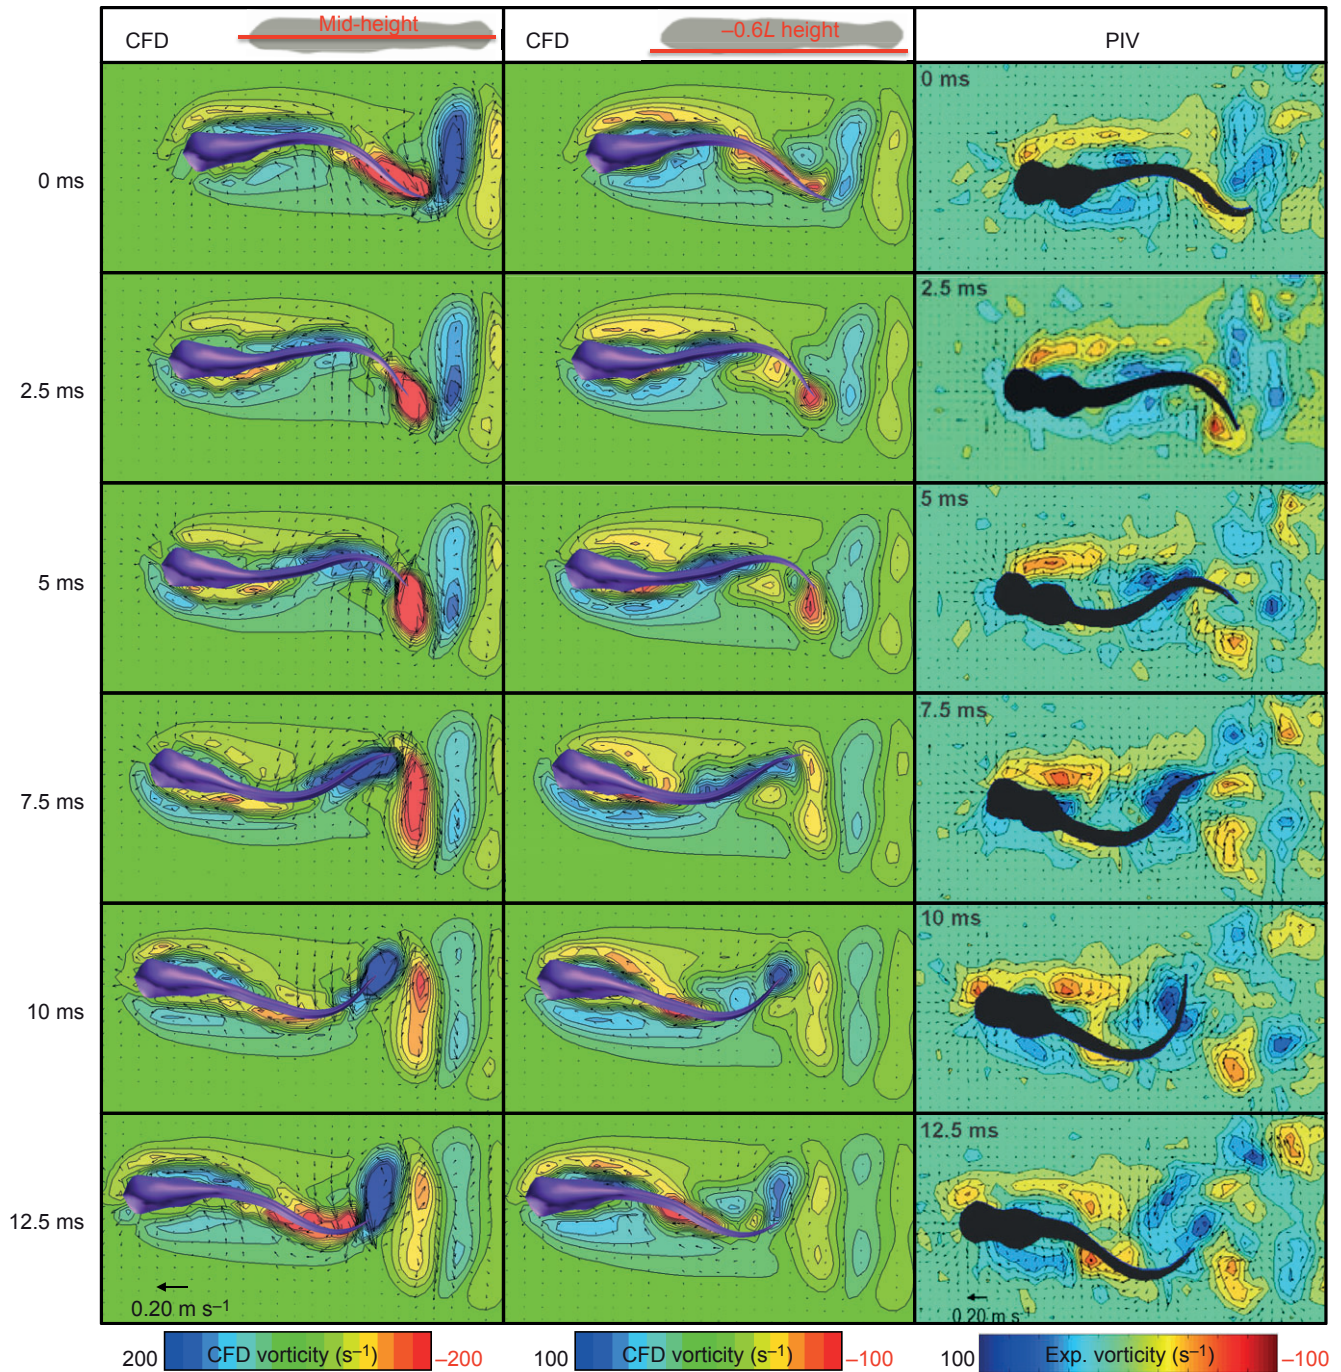 CFD
Mid-height
CFD
–0.6L height
PIV
0 ms
0 ms
2.5 ms
2.5 ms
5 ms
5 ms
7.5 ms
7.5 ms
10 ms
10 ms
12.5 ms
12.5 ms
0.20 m s–1
0.20 m s
200 CFD vorticity (s–1) –200
100 CFD vorticity (s–1) –100
100 Exp. vorticity (s–1) –100